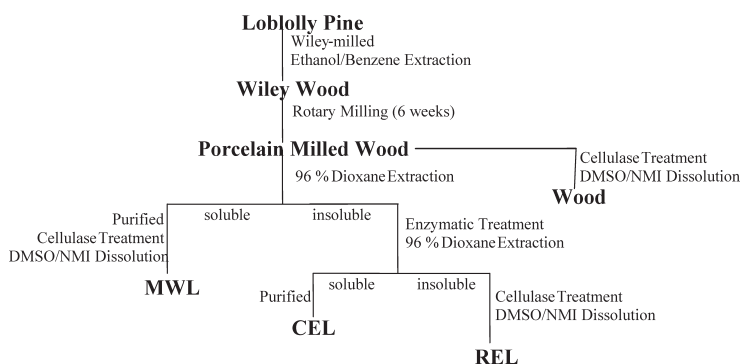 Loblolly Pine
Wiley-milled
Ethanol/Benzene Extraction
Wiley Wood
Rotary Milling (6 weeks)
Porcelain Milled Wood
96 % Dioxane Extraction
Cellulase Treatment
DMSO/NMI Dissolution
Wood
soluble
insoluble
Purified
Cellulase Treatment
DMSO/NMI Dissolution
MWL
Enzymatic Treatment
96 % Dioxane Extraction
soluble
insoluble
Purified
CEL
Cellulase Treatment
DMSO/NMI Dissolution
REL